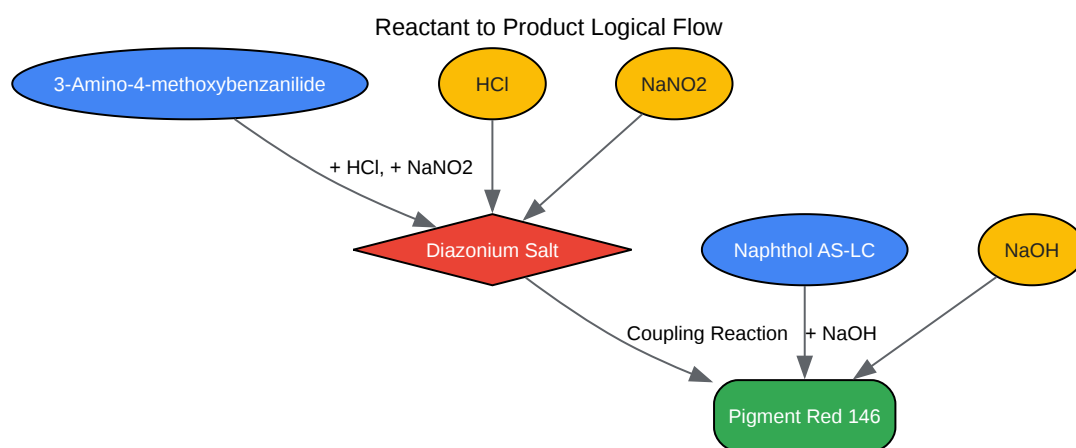 Reactant to Product Logical Flow
3-Amino-4-methoxybenzanilide
HCl
NaNO2
+ HCl, + NaNO2
Diazonium Salt
Naphthol AS-LC
NaOH
Coupling Reaction
+ NaOH
Pigment Red 146